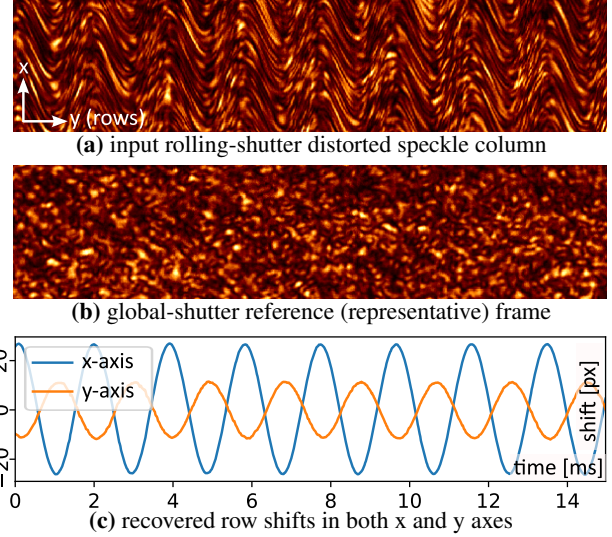 x
y (rows)
(a) input rolling-shutter distorted speckle column
(b) global-shutter reference (representative) frame
20
0
−20
x-axis
y-axis
shift [px]
time [ms]
0 2 4 6 8 10 12 14
(c) recovered row shifts in both x and y axes